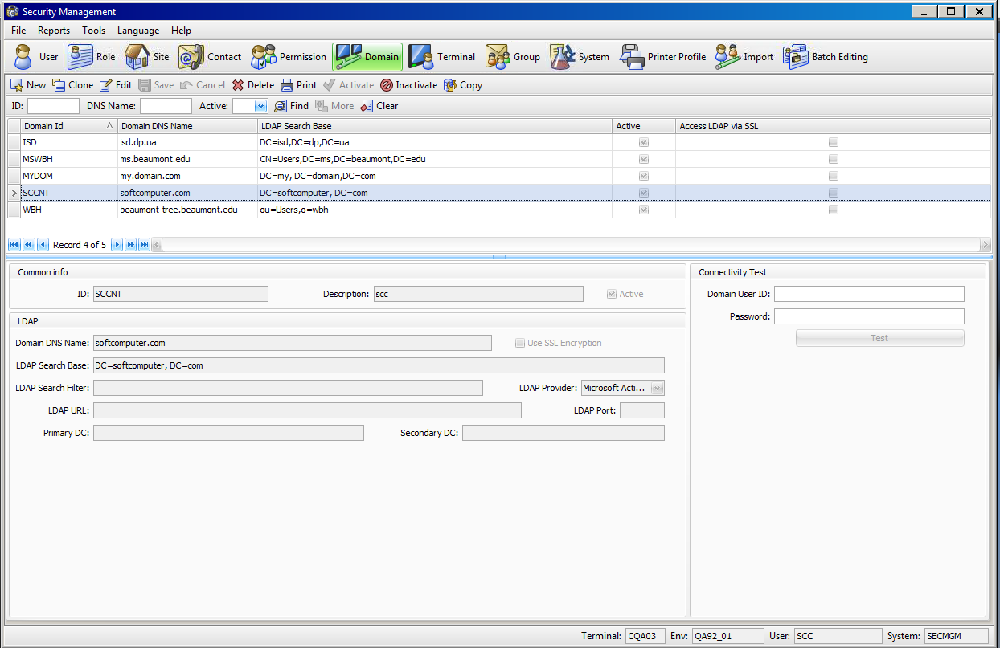 Security Management
File Reports Tools Language Help
User Role Site Contact Permission Domain Terminal Group System Printer Profile Import Batch Editing
New Clone Edit Save Cancel Delete Print Activate Inactivate Copy
ID: DNS Name: Active: Find More Clear
Domain Id Domain DNS Name LDAP Search Base Active Access LDAP via SSL
ISD isd.dp.ua DC=isd,DC=dp,DC=ua
MSWBH ms.beaumont.edu CN=Users,DC=ms,DC=beaumont,DC=edu
MYDOM my.domain.com DC=my, DC=domain,DC=com
SCCNT softcomputer.com DC=softcomputer, DC=com
WBH beaumont-tree.beaumont.edu ou=Users,o=wbh
Record 4 of 5
Common info Connectivity Test
ID: SCCNT Description: scc Active Domain User ID:
Password:
LDAP
Test
Domain DNS Name: softcomputer.com Use SSL Encryption
LDAP Search Base: DC=softcomputer, DC=com
LDAP Search Filter: LDAP Provider: Microsoft Acti...
LDAP URL: LDAP Port:
Primary DC: Secondary DC:
Terminal: CQA03 Env: QA92_01 User: SCC System: SECMGM